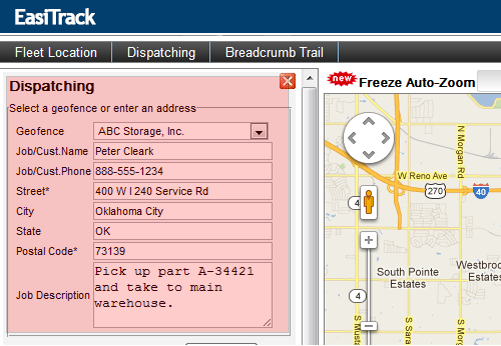 EasiTrack
Fleet Location
Dispatching
Breadcrumb Trail
Dispatching
Select a geofence or enter an address
Geofence ABC Storage, Inc.
Job/Cust.Name Peter Cleark
Job/Cust.Phone 888-555-1234
Street* 400 W I 240 Service Rd
City Oklahoma City
State OK
Postal Code* 73139
Job Description Pick up part A-34421
and take to main
warehouse.
new Freeze Auto-Zoom
N Morgan Rd
W Reno Ave
270
40
4
South Pointe
Estates
Westbroo
Estates
4
S Musta
S Sara
S Morg